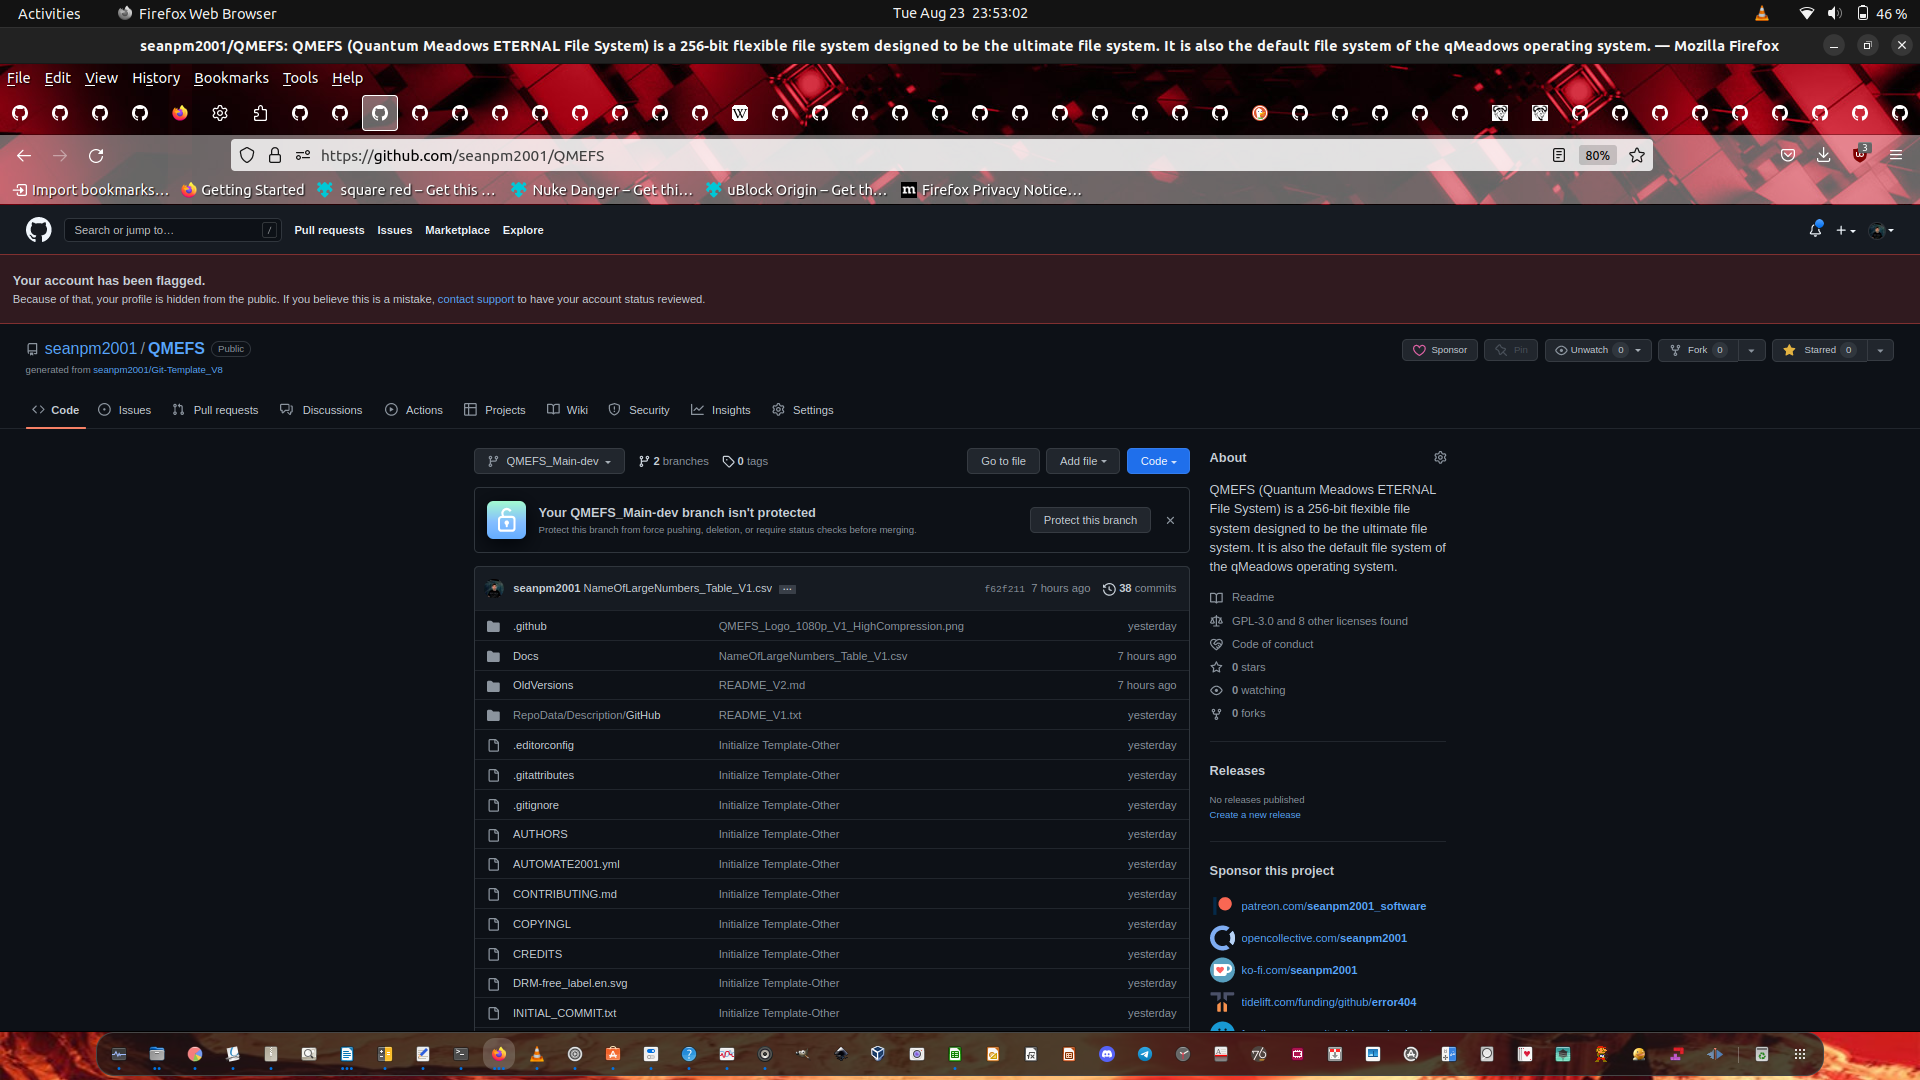 Activities
Firefox Web Browser
Tue Aug 23 23:53:02
46 %
seanpm2001/QMEFS: QMEFS (Quantum Meadows ETERNAL File System) is a 256-bit flexible file system designed to be the ultimate file system. It is also the default file system of the qMeadows operating system. — Mozilla Firefox
File Edit View History Bookmarks Tools Help
https://github.com/seanpm2001/QMEFS
80%
3
Import bookmarks…
Getting Started
square red – Get this …
Nuke Danger – Get thi…
uBlock Origin – Get th…
Firefox Privacy Notice…
Search or jump to…
/
Pull requests
Issues
Marketplace
Explore
Your account has been flagged.
Because of that, your profile is hidden from the public. If you believe this is a mistake, contact support to have your account status reviewed.
seanpm2001 / QMEFS
Public
Sponsor
Pin
Unwatch 0
Fork 0
Starred 0
generated from seanpm2001/Git-Template_V8
Code
Issues
Pull requests
Discussions
Actions
Projects
Wiki
Security
Insights
Settings
QMEFS_Main-dev
2 branches
0 tags
Go to file
Add file
Code
Your QMEFS_Main-dev branch isn't protected
Protect this branch from force pushing, deletion, or require status checks before merging.
Protect this branch
seanpm2001 NameOfLargeNumbers_Table_V1.csv … f62f211 7 hours ago 38 commits
.github QMEFS_Logo_1080p_V1_HighCompression.png yesterday
Docs NameOfLargeNumbers_Table_V1.csv 7 hours ago
OldVersions README_V2.md 7 hours ago
RepoData/Description/GitHub README_V1.txt yesterday
.editorconfig Initialize Template-Other yesterday
.gitattributes Initialize Template-Other yesterday
.gitignore Initialize Template-Other yesterday
AUTHORS Initialize Template-Other yesterday
AUTOMATE2001.yml Initialize Template-Other yesterday
CONTRIBUTING.md Initialize Template-Other yesterday
COPYINGL Initialize Template-Other yesterday
CREDITS Initialize Template-Other yesterday
DRM-free_label.en.svg Initialize Template-Other yesterday
INITIAL_COMMIT.txt Initialize Template-Other yesterday
About
QMEFS (Quantum Meadows ETERNAL
File System) is a 256-bit flexible file
system designed to be the ultimate file
system. It is also the default file system of
the qMeadows operating system.
Readme
GPL-3.0 and 8 other licenses found
Code of conduct
0 stars
0 watching
0 forks
Releases
No releases published
Create a new release
Sponsor this project
patreon.com/seanpm2001_software
opencollective.com/seanpm2001
ko-fi.com/seanpm2001
tidelift.com/funding/github/error404